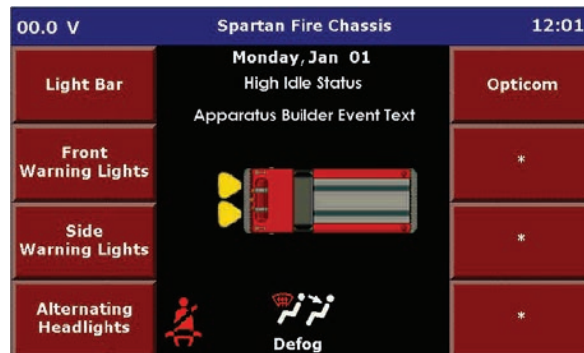 00.0 V
Spartan Fire Chassis
12:01
Monday, Jan 01
High Idle Status
Apparatus Builder Event Text
Light Bar
Front
Warning Lights
Side
Warning Lights
Alternating
Headlights
Opticom
*
*
*
Defog